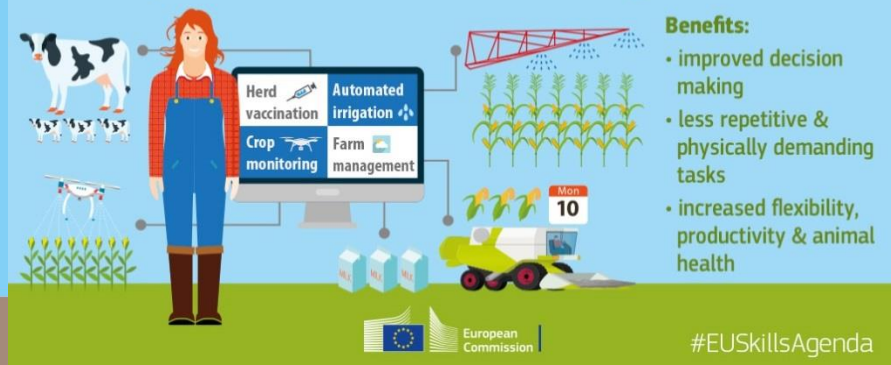 Herd
vaccination
Automated
irrigation
Crop
monitoring
Farm
management
Benefits:
• improved decision
making
• less repetitive &
physically demanding
tasks
• increased flexibility,
productivity & animal
health
Mon
10
MILK
MILK
MILK
European
Commission
#EUSkillsAgenda